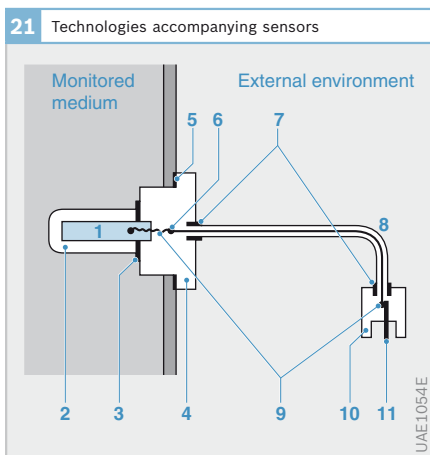 21 Technologies accompanying sensors
Monitored
medium
External environment
5 6 7
8
1
2 3 4 9 10 11
UAE1054E